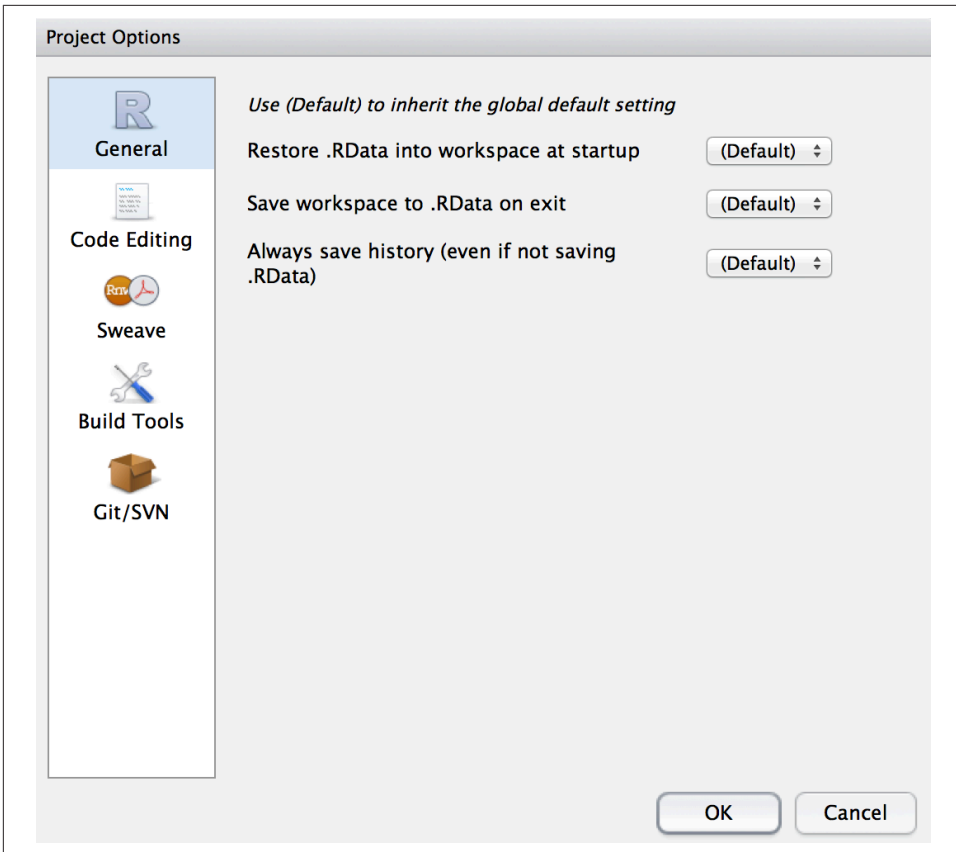 Project Options
R
General
Code Editing
Rnw
Sweave
Build Tools
Git/SVN
Use (Default) to inherit the global default setting
Restore .RData into workspace at startup
(Default)
Save workspace to .RData on exit
(Default)
Always save history (even if not saving
.RData)
(Default)
OK
Cancel